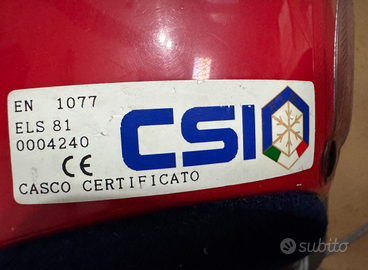 EN 1077
ELS 81
0004240
CE
CSI
CASCO CERTIFICATO
subito